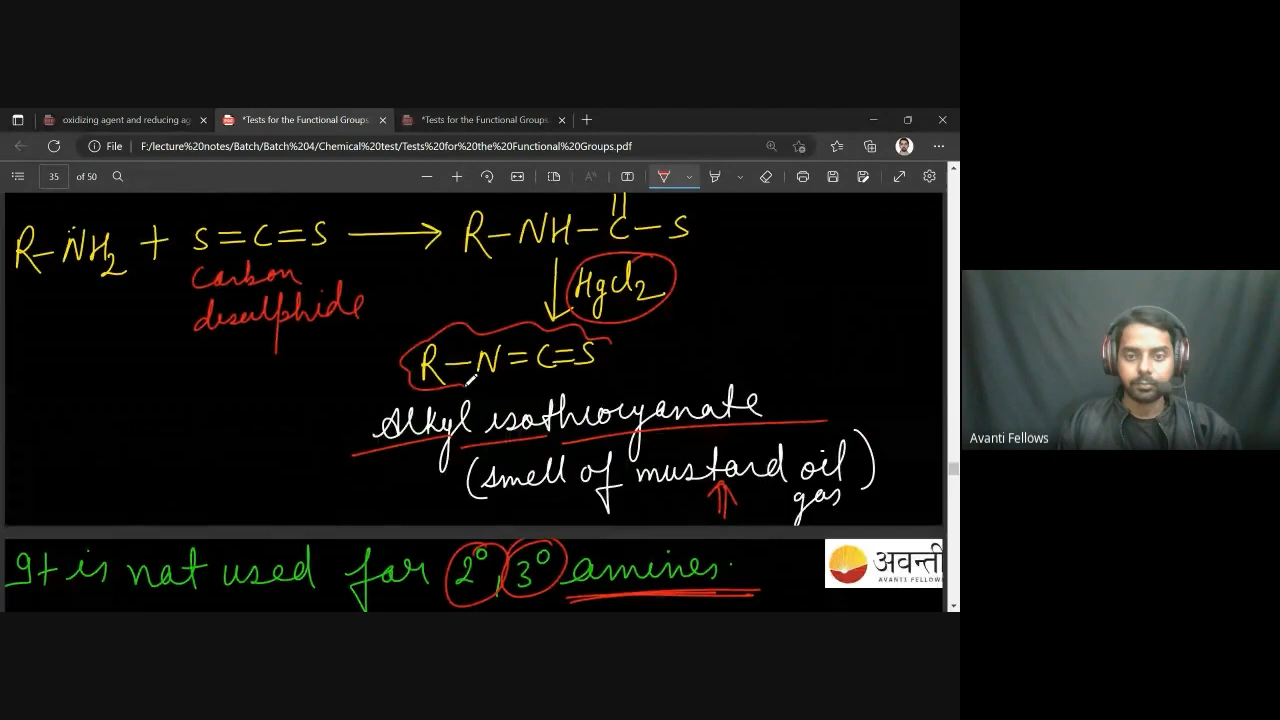 oxidizing agent and reducing ag
*Tests for the Functional Groups.
*Tests for the Functional Groups.
File
F:/lecture%20notes/Batch/Batch%204/Chemical%20test/Tests%20for%20the%20Functional%20Groups.pdf
35 of 50
R-NH2 + S=C=S → R-NH-C-S
Carbon
disulphide
HgCl2
R-N=C=S
Alkyl isothiocyanate
(smell of mustard oil)
gas
It is not used for 2°, 3° amines.
अवन्ती
AVANTI FELLOW
Avanti Fellows